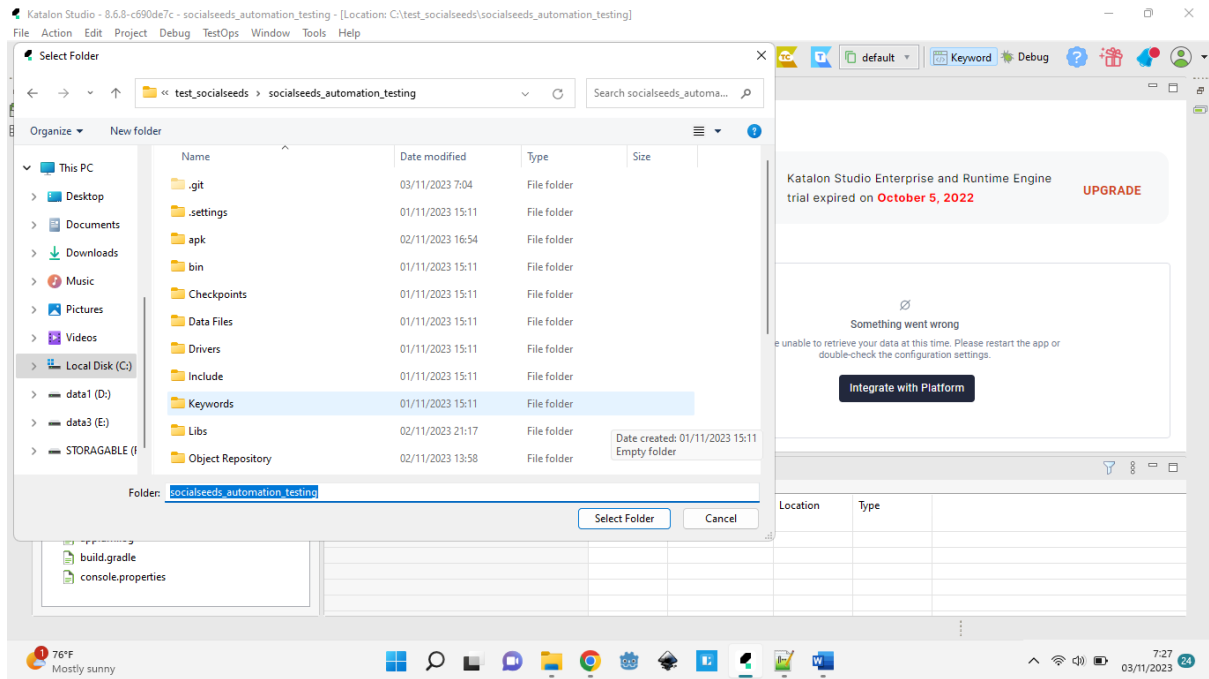 Katalon Studio - 8.6.8-c690de7c - socialseeds_automation_testing - [Location: C:\test_socialseeds\socialseeds_automation_testing]
File Action Edit Project Debug TestOps Window Tools Help
Select Folder
default
Keyword
Debug
« test_socialseeds › socialseeds_automation_testing
Search socialseeds_automa...
Organize
New folder
Name Date modified Type Size
This PC
Desktop
Documents
Downloads
Music
Pictures
Videos
Local Disk (C:)
data1 (D:)
data3 (E:)
STORAGABLE (F
.git 03/11/2023 7:04 File folder
.settings 01/11/2023 15:11 File folder
apk 02/11/2023 16:54 File folder
bin 01/11/2023 15:11 File folder
Checkpoints 01/11/2023 15:11 File folder
Data Files 01/11/2023 15:11 File folder
Drivers 01/11/2023 15:11 File folder
Include 01/11/2023 15:11 File folder
Keywords 01/11/2023 15:11 File folder
Libs 02/11/2023 21:17 File folder
Object Repository 02/11/2023 13:58 File folder
Date created: 01/11/2023 15:11
Empty folder
Folder: socialseeds_automation_testing
Select Folder
Cancel
Katalon Studio Enterprise and Runtime Engine
trial expired on October 5, 2022
UPGRADE
Something went wrong
e unable to retrieve your data at this time. Please restart the app or
double-check the configuration settings.
Integrate with Platform
Location Type
build.gradle
console.properties
1
76°F
Mostly sunny
7:27
03/11/2023
24